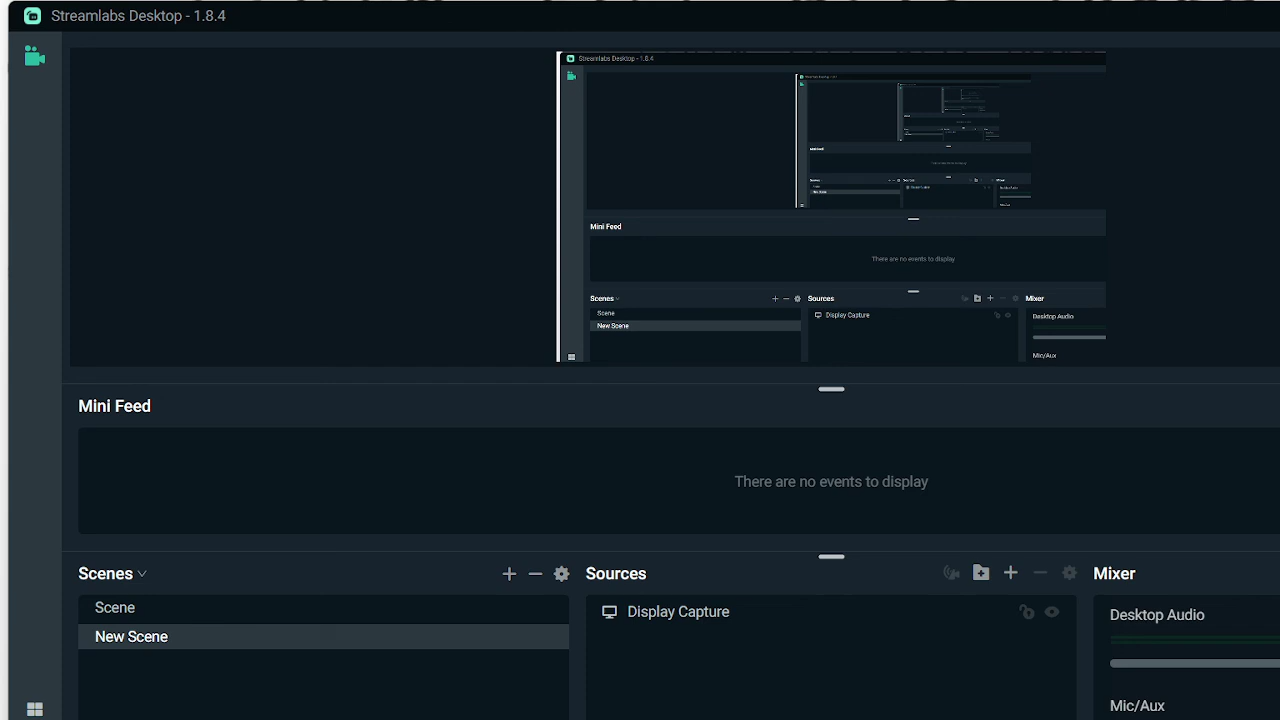 Streamlabs Desktop - 1.8.4
Streamlabs Desktop - 1.8.4
Mini Feed
There are no events to display
Scenes
Sources
Mixer
Scene
Display Capture
Desktop Audio
New Scene
Mic/Aux
Mini Feed
There are no events to display
Scenes
Sources
Mixer
Scene
Display Capture
Desktop Audio
New Scene
Mic/Aux